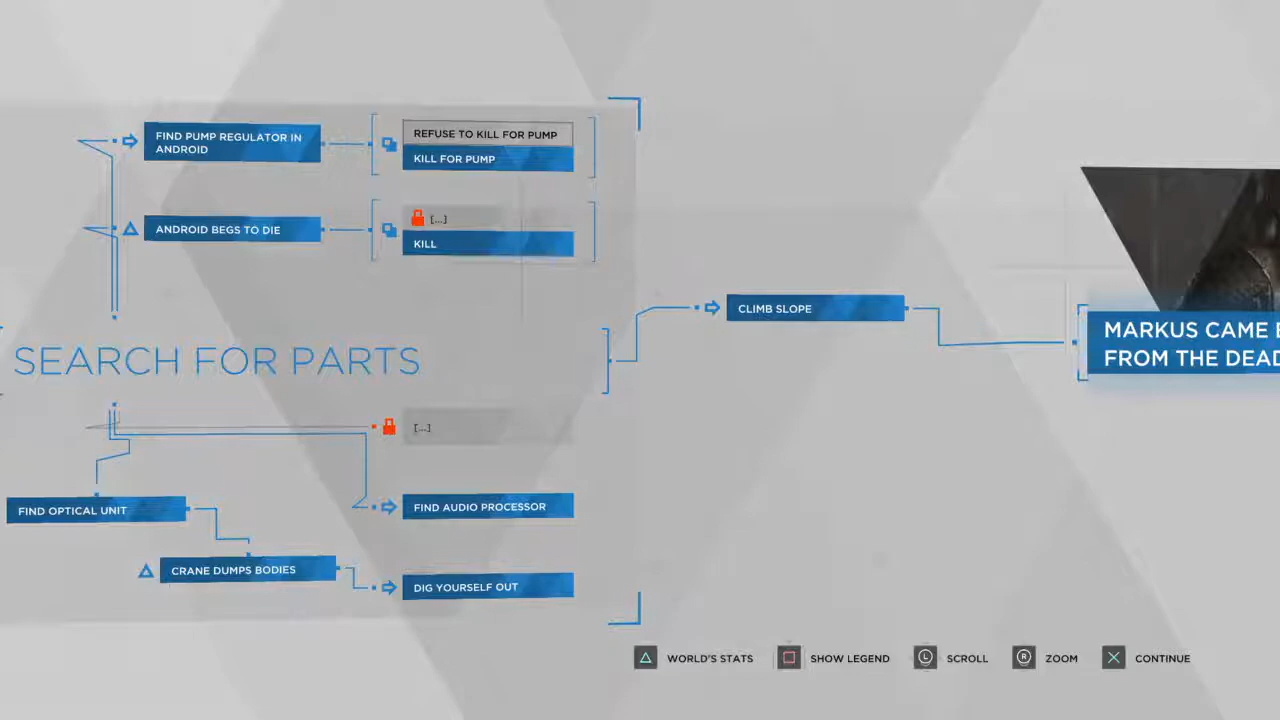 FIND PUMP REGULATOR IN
ANDROID
REFUSE TO KILL FOR PUMP
KILL FOR PUMP
ANDROID BEGS TO DIE
[...]
KILL
CLIMB SLOPE
MARKUS CAME
FROM THE DEAD
SEARCH FOR PARTS
[...]
FIND OPTICAL UNIT
FIND AUDIO PROCESSOR
CRANE DUMPS BODIES
DIG YOURSELF OUT
WORLD'S STATS
SHOW LEGEND
L SCROLL
R ZOOM
CONTINUE